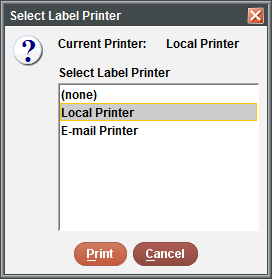 Select Label Printer
Current Printer: Local Printer
Select Label Printer
(none)
Local Printer
E-mail Printer
Print Cancel